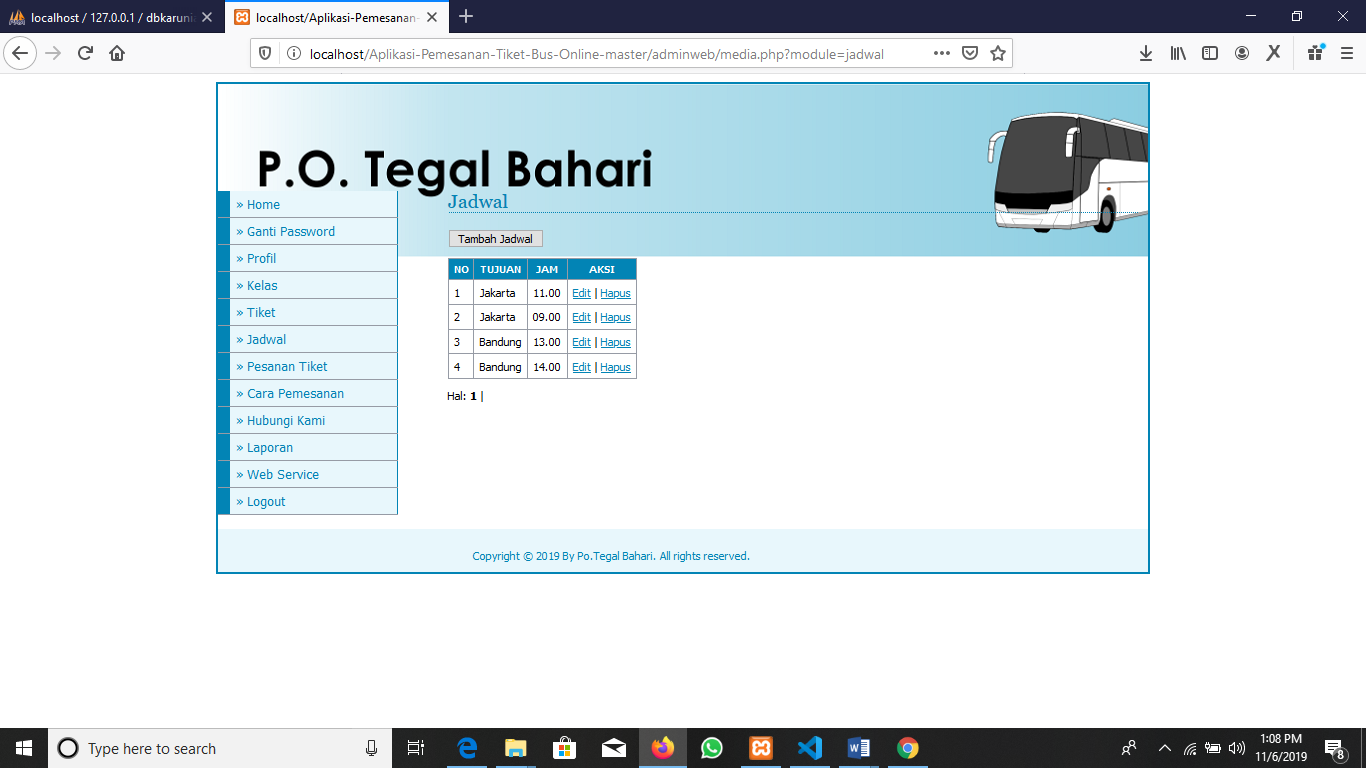 localhost / 127.0.0.1 / dbkaruni
localhost/Aplikasi-Pemesanan-
localhost/Aplikasi-Pemesanan-Tiket-Bus-Online-master/adminweb/media.php?module=jadwal
P.O. Tegal Bahari
» Home
» Ganti Password
» Profil
» Kelas
» Tiket
» Jadwal
» Pesanan Tiket
» Cara Pemesanan
» Hubungi Kami
» Laporan
» Web Service
» Logout
Jadwal
Tambah Jadwal
NO TUJUAN JAM AKSI
1 Jakarta 11.00 Edit | Hapus
2 Jakarta 09.00 Edit | Hapus
3 Bandung 13.00 Edit | Hapus
4 Bandung 14.00 Edit | Hapus
Hal: 1 |
Copyright © 2019 By Po.Tegal Bahari. All rights reserved.
Type here to search
1:08 PM
11/6/2019
8